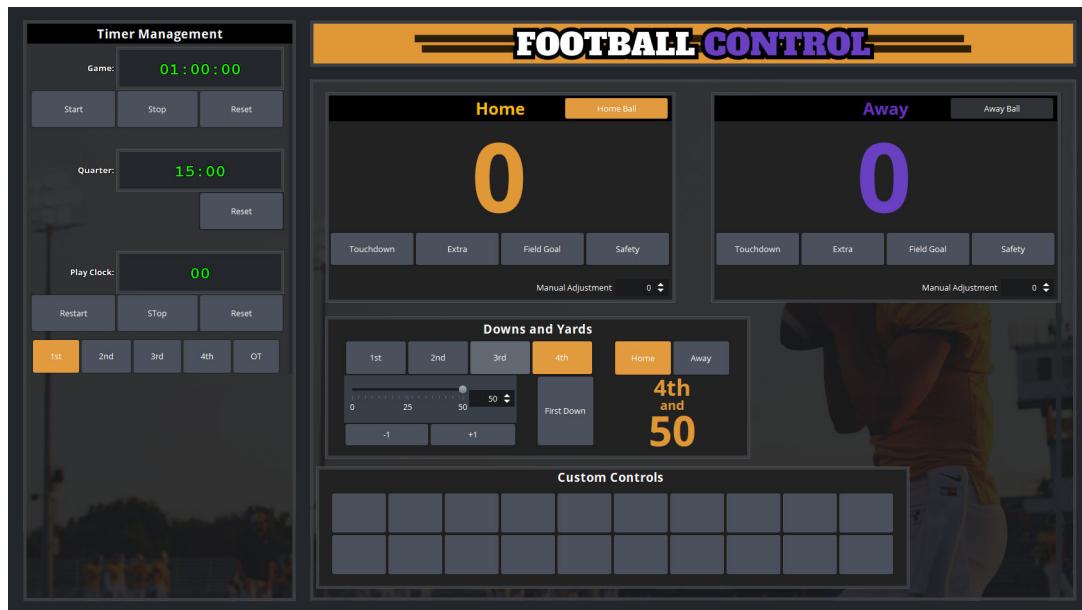 Timer Management
Game: 01:00:00
Start Stop Reset
Quarter: 15:00
Reset
Play Clock: 00
Restart STop Reset
1st 2nd 3rd 4th OT
FOOTBALL CONTROL
Home Home Ball
0
Touchdown Extra Field Goal Safety
Manual Adjustment 0
Away Away Ball
0
Touchdown Extra Field Goal Safety
Manual Adjustment 0
Downs and Yards
1st 2nd 3rd 4th Home Away
0 25 50 50
-1 +1
First Down
4th
and
50
Custom Controls